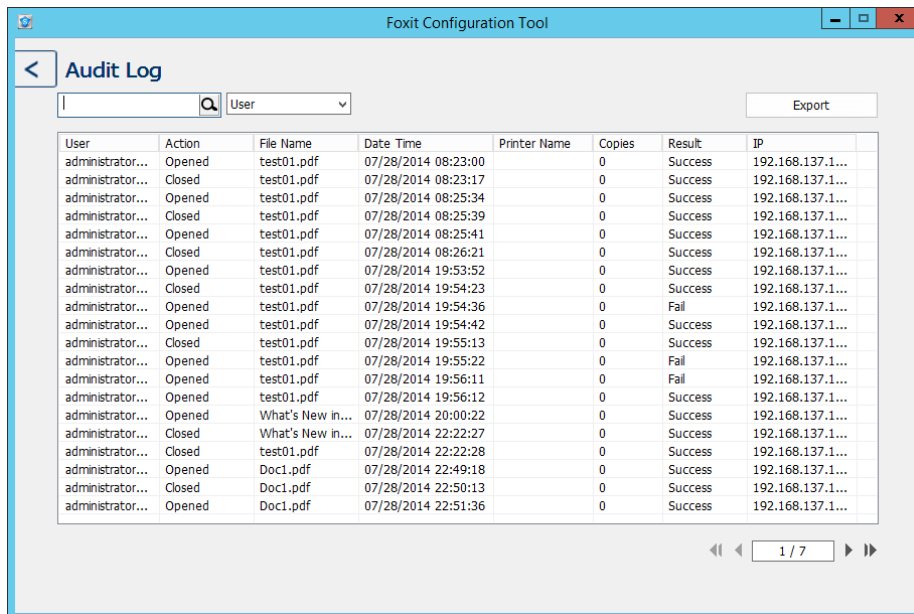 Foxit Configuration Tool
< Audit Log
User
Export
User Action File Name Date Time Printer Name Copies Result IP
administrator... Opened test01.pdf 07/28/2014 08:23:00 0 Success 192.168.137.1...
administrator... Closed test01.pdf 07/28/2014 08:23:17 0 Success 192.168.137.1...
administrator... Opened test01.pdf 07/28/2014 08:25:34 0 Success 192.168.137.1...
administrator... Closed test01.pdf 07/28/2014 08:25:39 0 Success 192.168.137.1...
administrator... Opened test01.pdf 07/28/2014 08:25:41 0 Success 192.168.137.1...
administrator... Closed test01.pdf 07/28/2014 08:26:21 0 Success 192.168.137.1...
administrator... Opened test01.pdf 07/28/2014 19:53:52 0 Success 192.168.137.1...
administrator... Closed test01.pdf 07/28/2014 19:54:23 0 Success 192.168.137.1...
administrator... Opened test01.pdf 07/28/2014 19:54:36 0 Fail 192.168.137.1...
administrator... Opened test01.pdf 07/28/2014 19:54:42 0 Success 192.168.137.1...
administrator... Closed test01.pdf 07/28/2014 19:55:13 0 Success 192.168.137.1...
administrator... Opened test01.pdf 07/28/2014 19:55:22 0 Fail 192.168.137.1...
administrator... Opened test01.pdf 07/28/2014 19:56:11 0 Fail 192.168.137.1...
administrator... Opened test01.pdf 07/28/2014 19:56:12 0 Success 192.168.137.1...
administrator... Opened What's New in... 07/28/2014 20:00:22 0 Success 192.168.137.1...
administrator... Closed What's New in... 07/28/2014 22:22:27 0 Success 192.168.137.1...
administrator... Closed test01.pdf 07/28/2014 22:22:28 0 Success 192.168.137.1...
administrator... Opened Doc1.pdf 07/28/2014 22:49:18 0 Success 192.168.137.1...
administrator... Closed Doc1.pdf 07/28/2014 22:50:13 0 Success 192.168.137.1...
administrator... Opened Doc1.pdf 07/28/2014 22:51:36 0 Success 192.168.137.1...
1 / 7